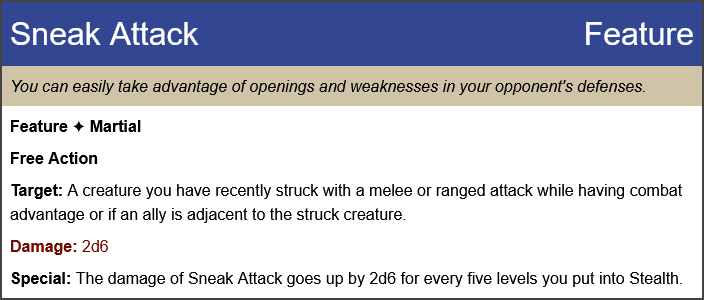 Sneak Attack Feature
You can easily take advantage of openings and weaknesses in your opponent's defenses.
Feature ✦ Martial
Free Action
Target: A creature you have recently struck with a melee or ranged attack while having combat
advantage or if an ally is adjacent to the struck creature.
Damage: 2d6
Special: The damage of Sneak Attack goes up by 2d6 for every five levels you put into Stealth.